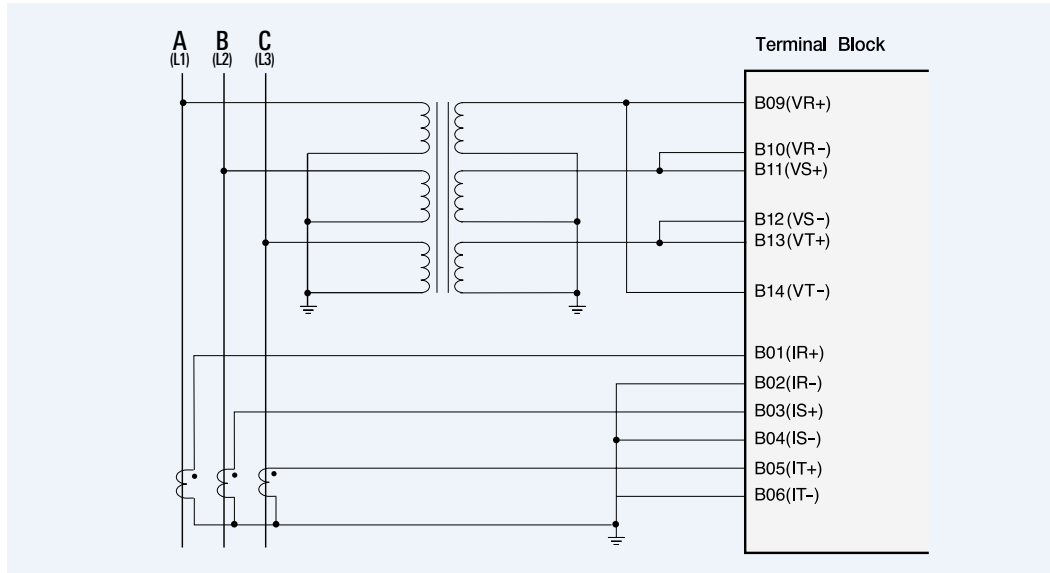 A B C
(L1) (L2) (L3)
Terminal Block
B09(VR+)
B10(VR-)
B11(VS+)
B12(VS-)
B13(VT+)
B14(VT-)
B01(IR+)
B02(IR-)
B03(IS+)
B04(IS-)
B05(IT+)
B06(IT-)